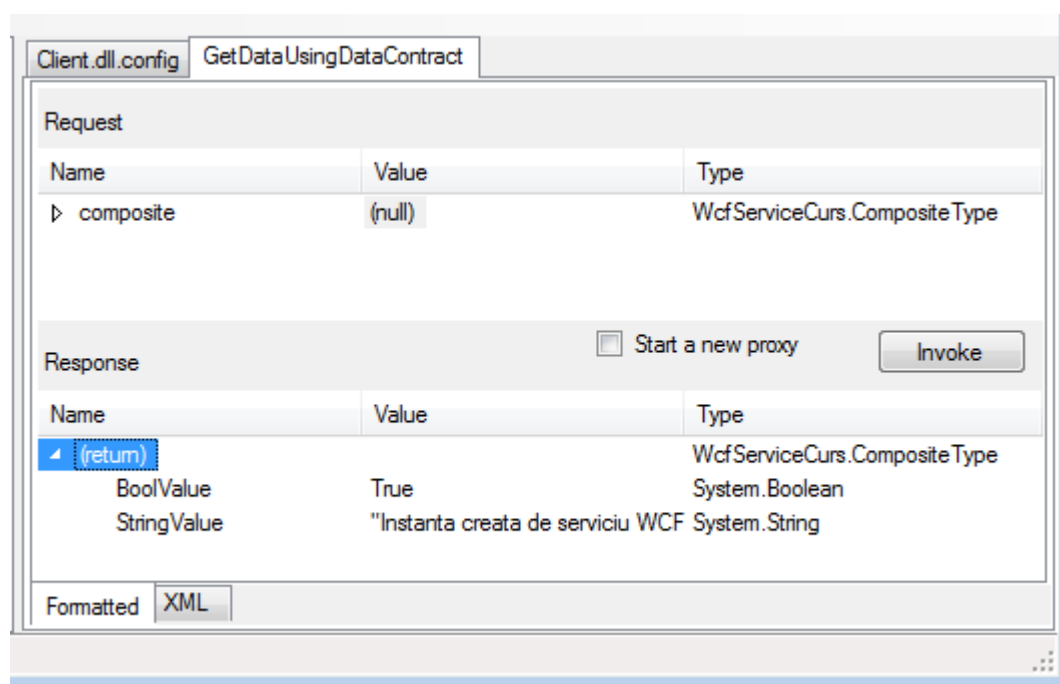 Client.dll.config GetDataUsingDataContract
Request
Name Value Type
composite (null) WcfServiceCurs.CompositeType
Start a new proxy Invoke
Response
Name Value Type
(return) WcfServiceCurs.CompositeType
BoolValue True System.Boolean
StringValue "Instanta creata de serviciu WCF System.String
Formatted XML